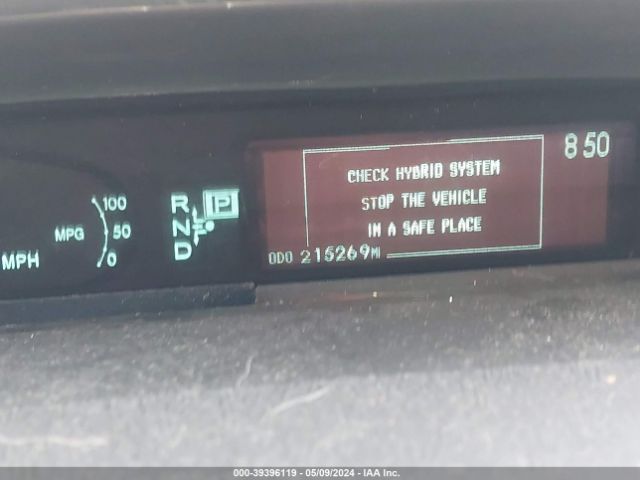 MPH
MPG
100
50
0
R
P
N
D
8 50
CHECK HYBRID SYSTEM
STOP THE VEHICLE
IN A SAFE PLACE
ODO 215269MI
000-39396119 - 05/09/2024 - IAA Inc.